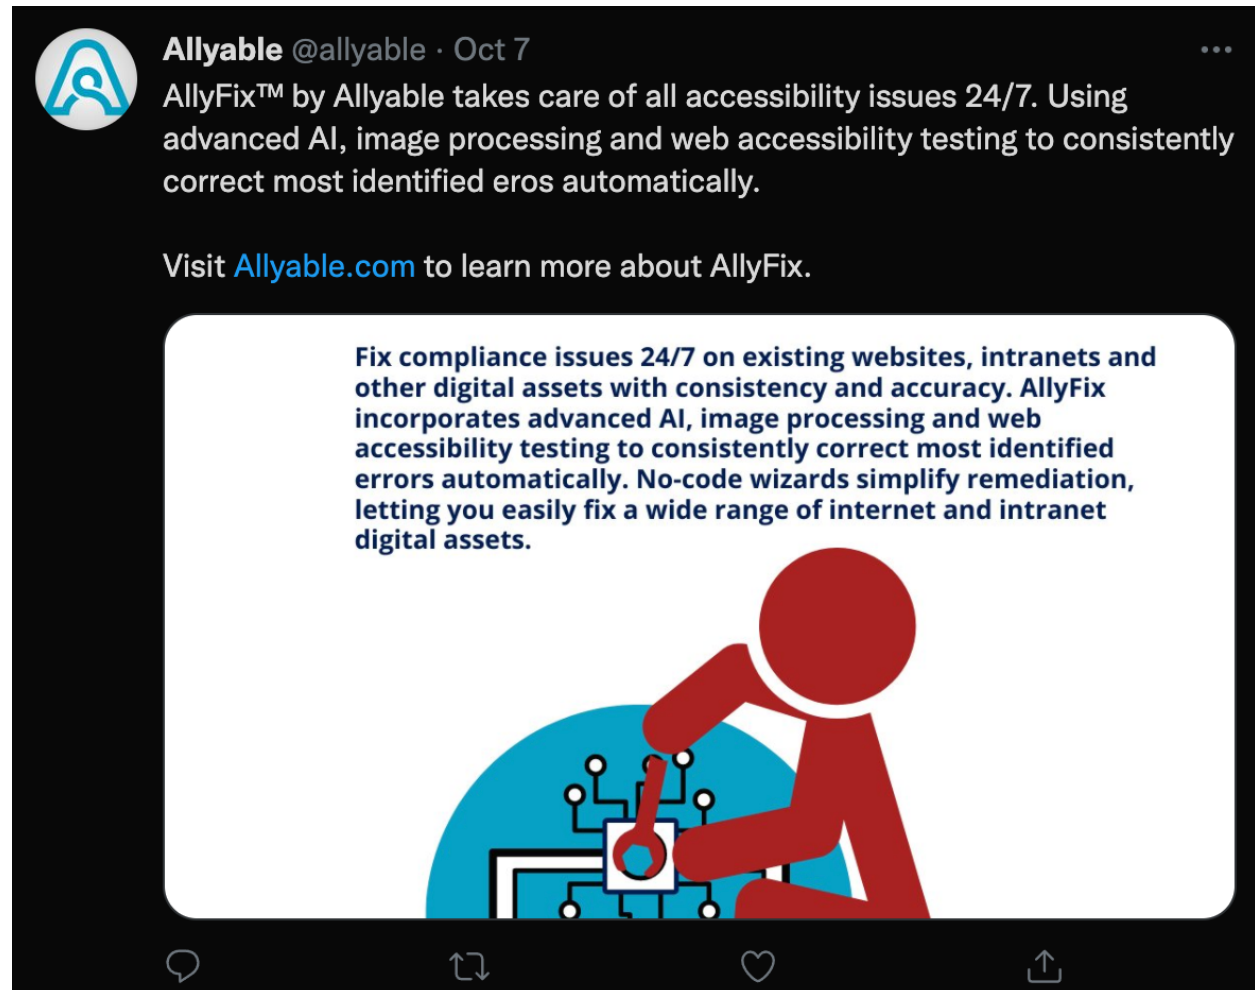 Allyable @allyable · Oct 7
AllyFix™ by Allyable takes care of all accessibility issues 24/7. Using
advanced AI, image processing and web accessibility testing to consistently
correct most identified eros automatically.
Visit Allyable.com to learn more about AllyFix.
Fix compliance issues 24/7 on existing websites, intranets and
other digital assets with consistency and accuracy. AllyFix
incorporates advanced AI, image processing and web
accessibility testing to consistently correct most identified
errors automatically. No-code wizards simplify remediation,
letting you easily fix a wide range of internet and intranet
digital assets.